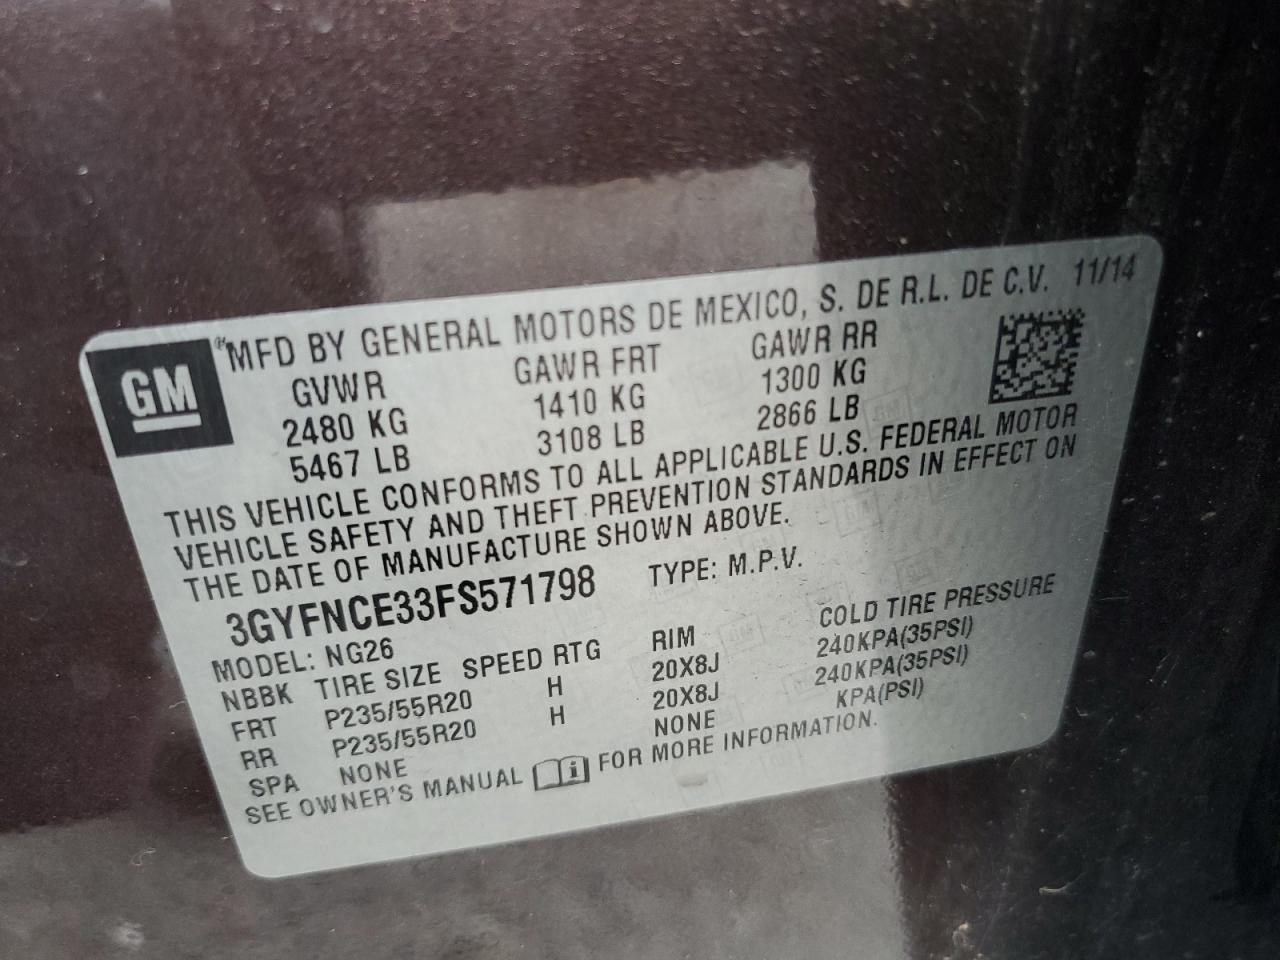 GM
MFD BY GENERAL MOTORS DE MEXICO, S. DE R.L. DE C.V. 11/14
GVWR GAWR FRT GAWR RR
2480 KG 1410 KG 1300 KG
5467 LB 3108 LB 2866 LB
THIS VEHICLE CONFORMS TO ALL APPLICABLE U.S. FEDERAL MOTOR
VEHICLE SAFETY AND THEFT PREVENTION STANDARDS IN EFFECT ON
THE DATE OF MANUFACTURE SHOWN ABOVE.
3GYFNCE33FS571798 TYPE: M.P.V.
MODEL: NG26
NBBK TIRE SIZE SPEED RTG RIM COLD TIRE PRESSURE
FRT P235/55R20 H 20X8J 240KPA(35PSI)
RR P235/55R20 H 20X8J 240KPA(35PSI)
SPA NONE NONE KPA(PSI)
SEE OWNER'S MANUAL i FOR MORE INFORMATION.